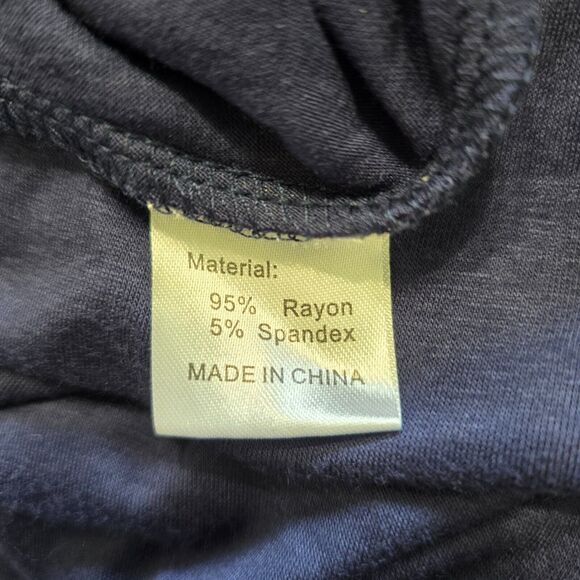 Material:
95% Rayon
5% Spandex
MADE IN CHINA